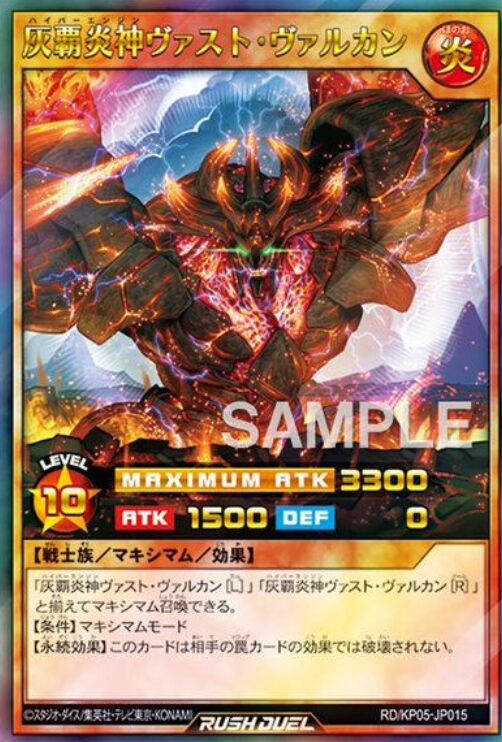 ハイパーエンジン
灰覇炎神ヴァスト・ヴァルカン
ほのお
炎
SAMPLE
LEVEL
10
MAXIMUM ATK 3300
ATK 1500 DEF 0
【戦士族/マキシマム/効果】
「灰覇炎神ヴァスト・ヴァルカン[L]」「灰覇炎神ヴァスト・ヴァルカン[R]」
と揃えてマキシマム召喚できる。
【条件】マキシマムモード
【永続効果】このカードは相手の罠カードの効果では破壊されない。
©スタジオ・ダイス/集英社・テレビ東京・KONAMI
RUSH DUEL
RD/KP05-JP015